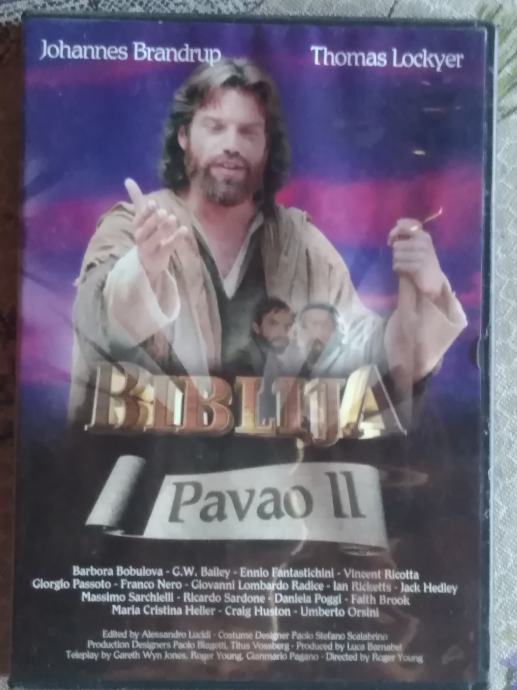 Johannes Brandrup Thomas Lockyer
BIBLIJA
Pavao II
Barbora Bobulova - G.W. Bailey - Ennio Fantastichini - Vincent Ricotta
Giorgio Passoto - Franco Nero - Giovanni Lombardo Radice - Ian Ricketts - Jack Hedley
Massimo Sarchielli - Ricardo Sardone - Daniela Poggi - Faith Brook
Maria Cristina Heller - Craig Huston - Umberto Orsini
Edited by Alessandro Lucidi - Costume Designer Paolo Stefano Scalabrino
Production Designers Paolo Biagetti, Titus Vossberg - Produced by Luca Barnabei
Teleplay by Gareth Wyn Jones, Roger Young, Gianmario Pagano - Directed by Roger Young